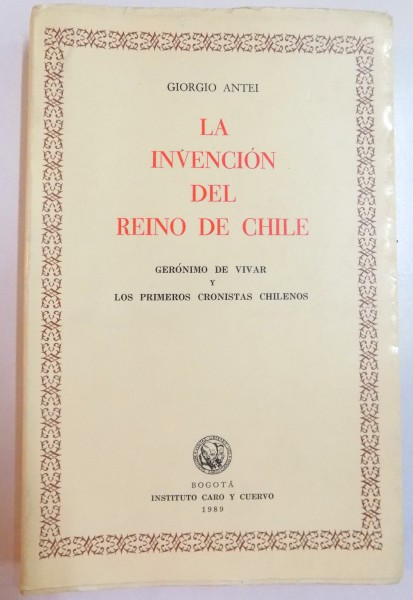 GIORGIO ANTEI
LA
INVENCIÓN
DEL
REINO DE CHILE
GERÓNIMO DE VIVAR
Y
LOS PRIMEROS CRONISTAS CHILENOS
BOGOTÁ
INSTITUTO CARO Y CUERVO
1989